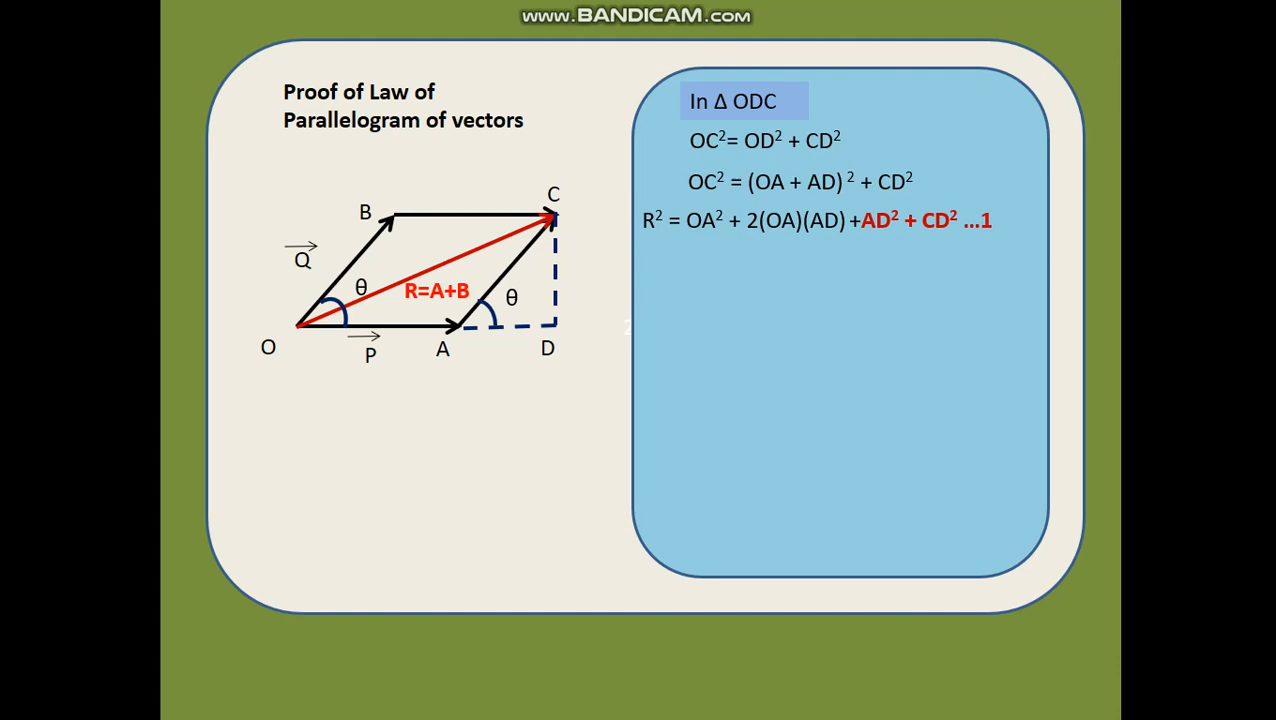 www.BANDICAM.com
Proof of Law of
Parallelogram of vectors
In Δ ODC
OC²= OD² + CD²
OC² = (OA + AD) ² + CD²
R² = OA² + 2(OA)(AD) +AD² + CD² ...1
C
B
Q
θ
R=A+B
θ
O
P
A
D